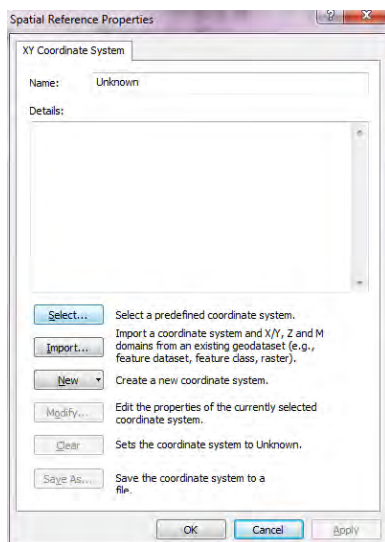 Spatial Reference Properties
XY Coordinate System
Name: Unknown
Details:
Select... Select a predefined coordinate system.
Import a coordinate system and X/Y, Z and M
Import... domains from an existing geodataset (e.g.,
feature dataset, feature class, raster).
New Create a new coordinate system.
Modify... Edit the properties of the currently selected
coordinate system.
Clear Sets the coordinate system to Unknown.
Save As... Save the coordinate system to a
file.
OK Cancel Apply